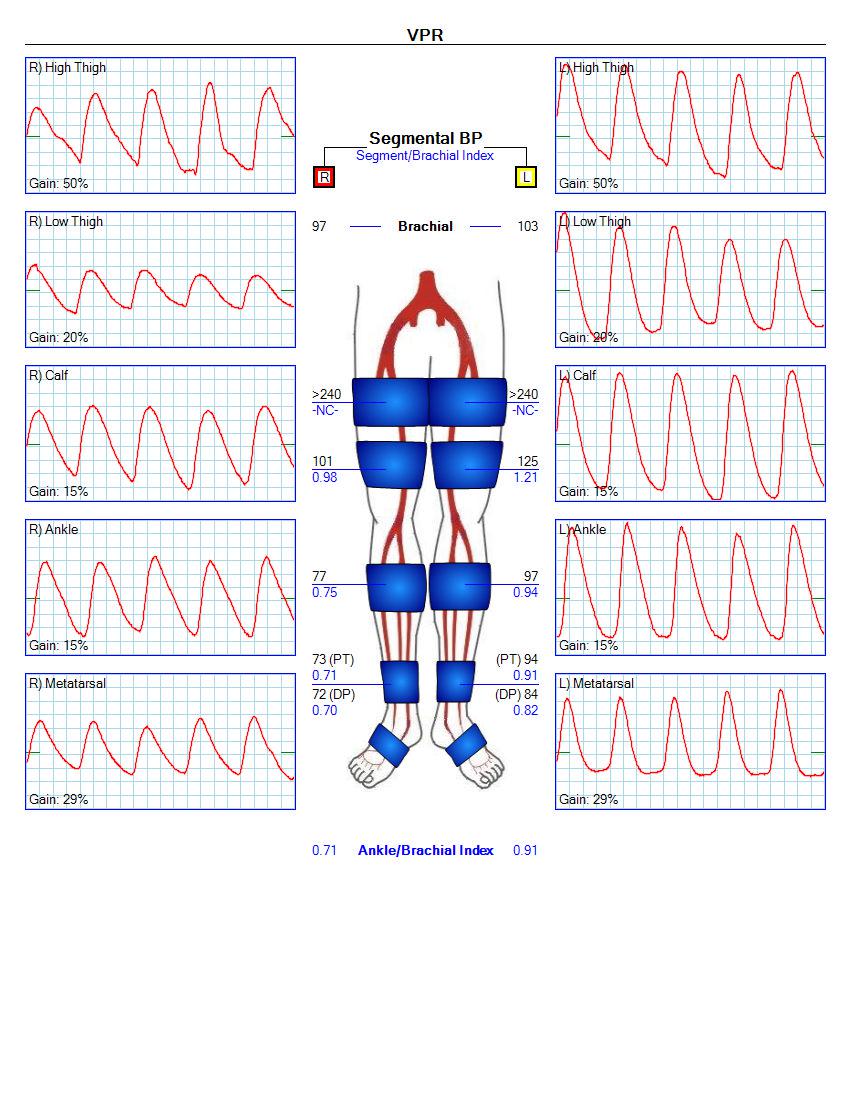 VPR
R) High Thigh
Gain: 50%
R) Low Thigh
Gain: 20%
R) Calf
Gain: 15%
R) Ankle
Gain: 15%
R) Metatarsal
Gain: 29%
Segmental BP
Segment/Brachial Index
R L
97 Brachial 103
>240 >240
-NC- -NC-
101 125
0.98 1.21
77 97
0.75 0.94
73 (PT) (PT) 94
0.71 0.91
72 (DP) (DP) 84
0.70 0.82
0.71 Ankle/Brachial Index 0.91
L) High Thigh
Gain: 50%
L) Low Thigh
Gain: 20%
L) Calf
Gain: 15%
L) Ankle
Gain: 15%
L) Metatarsal
Gain: 29%